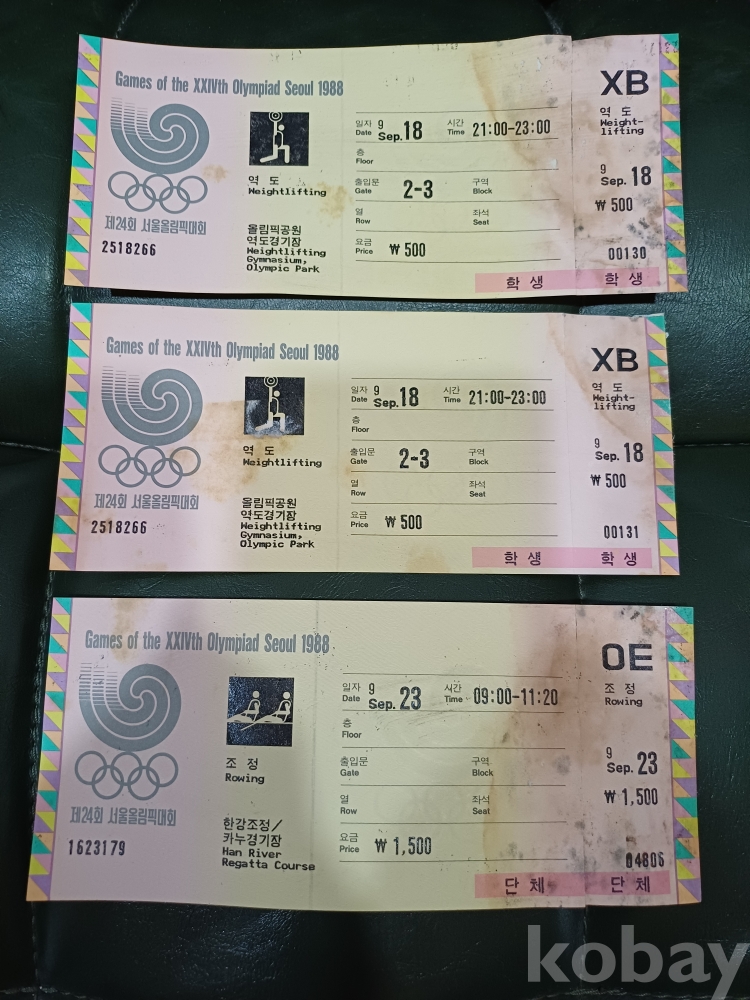 Games of the XXIVth Olympiad Seoul 1988
제24회 서울올림픽대회
2518266
역 도
Weightlifting
올림픽공원
역도경기장
Weightlifting
Gymnasium,
Olympic Park
일자 Date 9 Sep. 18 시간 Time 21:00-23:00
층 Floor
출입문 Gate 2-3 구역 Block
열 Row 좌석 Seat
요금 Price ₩ 500
학 생
XB
역 도
Weight-
lifting
9 Sep. 18
₩ 500
00130
학 생
Games of the XXIVth Olympiad Seoul 1988
제24회 서울올림픽대회
2518266
역 도
Weightlifting
올림픽공원
역도경기장
Weightlifting
Gymnasium,
Olympic Park
일자 Date 9 Sep. 18 시간 Time 21:00-23:00
층 Floor
출입문 Gate 2-3 구역 Block
열 Row 좌석 Seat
요금 Price ₩ 500
학 생
XB
역 도
Weight-
lifting
9 Sep. 18
₩ 500
00131
학 생
Games of the XXIVth Olympiad Seoul 1988
제24회 서울올림픽대회
1623179
조 정
Rowing
한강조정/
카누경기장
Han River
Regatta Course
일자 Date 9 Sep. 23 시간 Time 09:00-11:20
층 Floor
출입문 Gate 구역 Block
열 Row 좌석 Seat
요금 Price ₩ 1,500
단 체
OE
조 정
Rowing
9 Sep. 23
₩ 1,500
04806
단 체
kobay